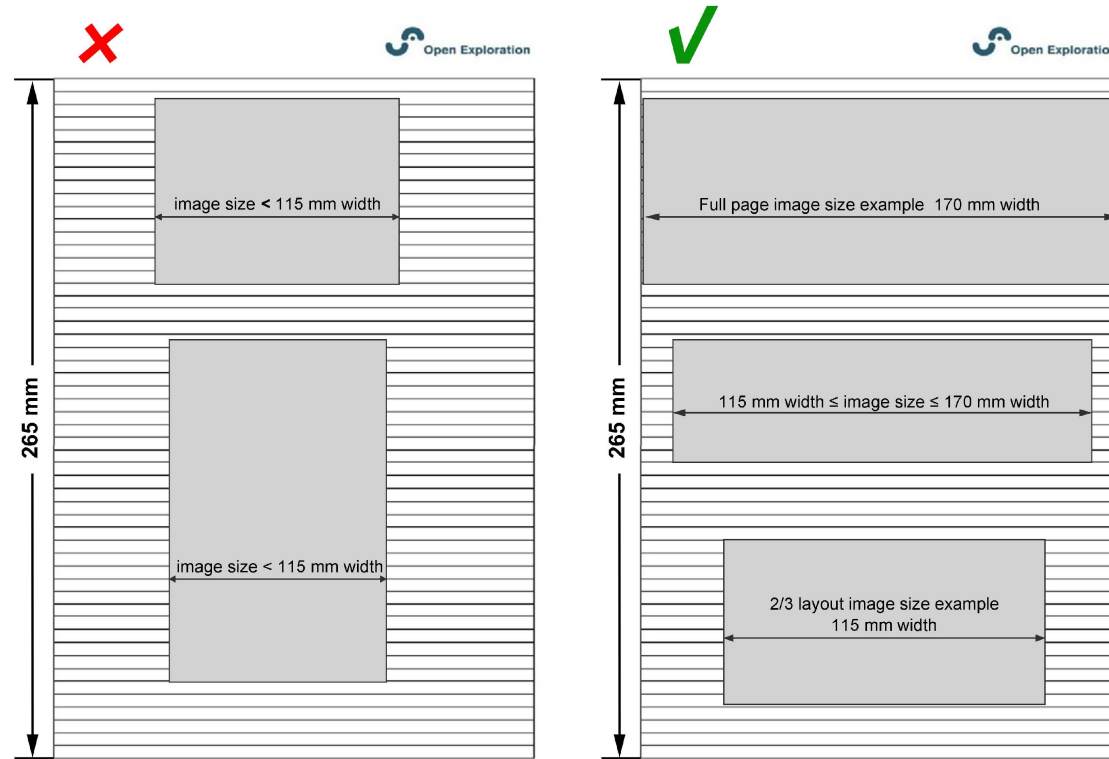 Open Exploration
image size < 115 mm width
265 mm
image size < 115 mm width
Open Exploratio
Full page image size example 170 mm width
115 mm width ≤ image size ≤ 170 mm width
265 mm
2/3 layout image size example
115 mm width